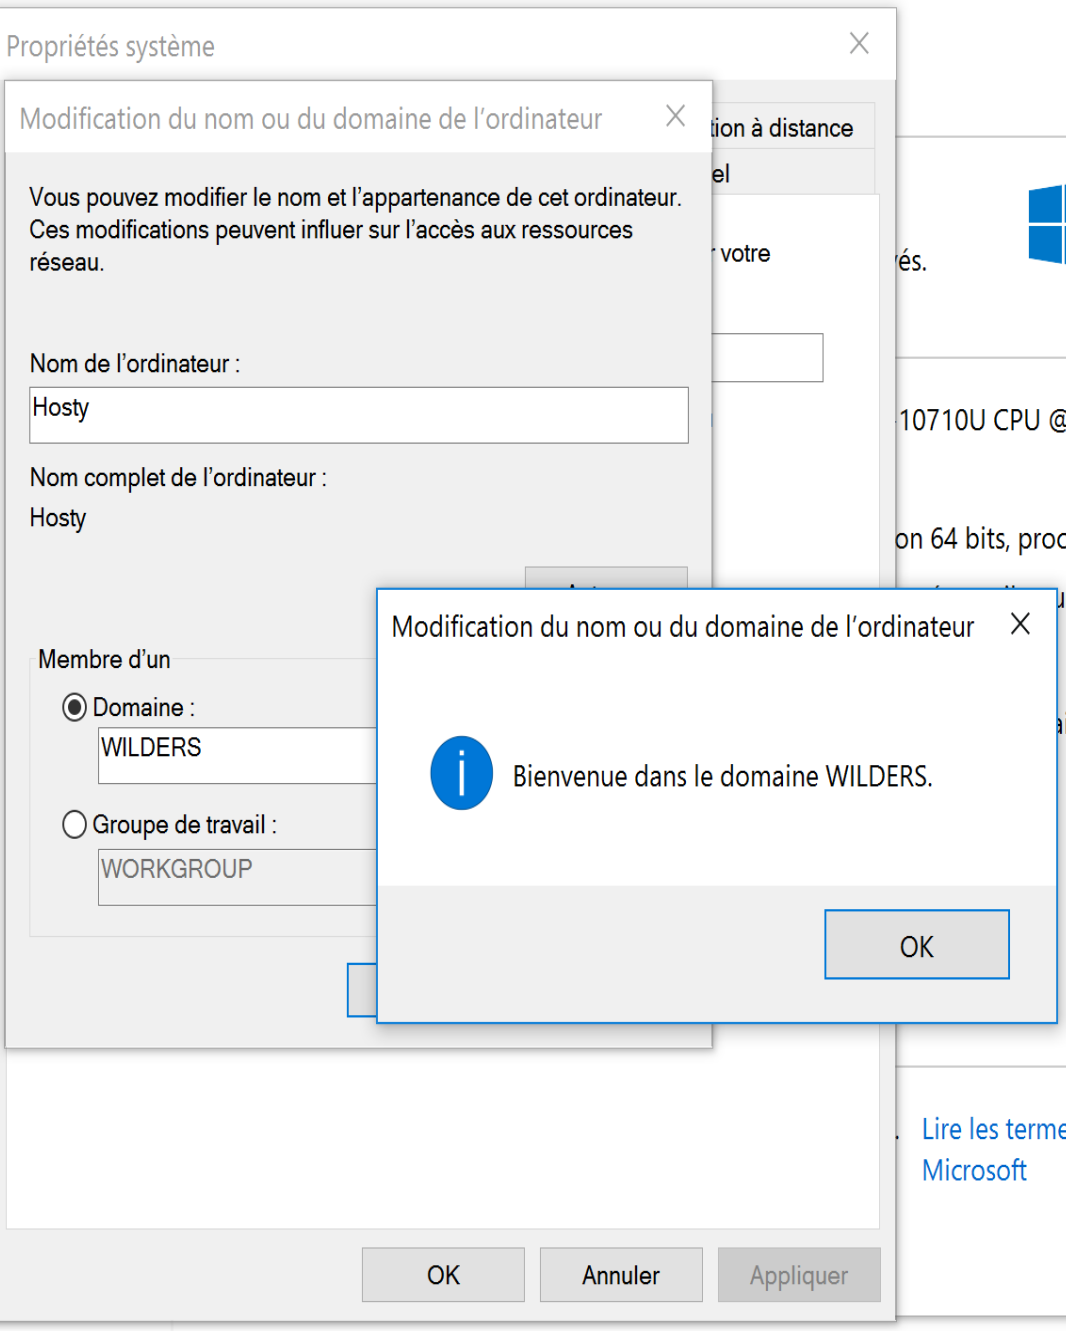 Propriétés système
Modification du nom ou du domaine de l'ordinateur
tion à distance
el
Vous pouvez modifier le nom et l'appartenance de cet ordinateur.
Ces modifications peuvent influer sur l'accès aux ressources
réseau.
votre
és.
Nom de l'ordinateur :
Hosty
10710U CPU @
Nom complet de l'ordinateur :
Hosty
on 64 bits, proc
Modification du nom ou du domaine de l'ordinateur
Membre d'un
Domaine :
WILDERS
Bienvenue dans le domaine WILDERS.
Groupe de travail :
WORKGROUP
OK
Lire les terme
Microsoft
OK
Annuler
Appliquer